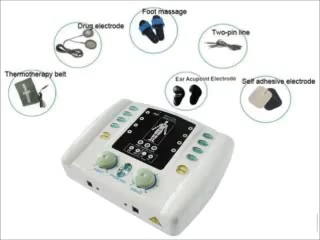 Foot massage
Drug electrode
Two-pin line
Thermotherapy belt
Ear Acupoint Electrode
Self adhesive electrode